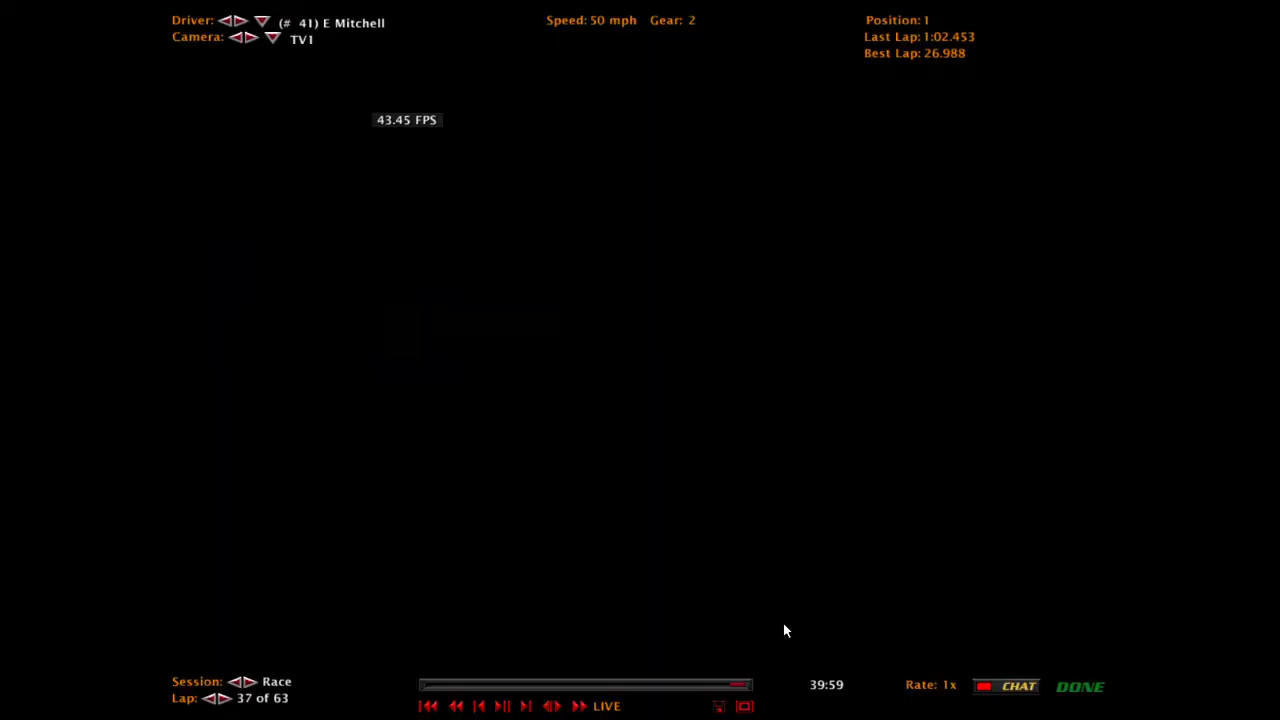 Driver: (# 41) E Mitchell
Camera: TV1
Speed: 50 mph Gear: 2
Position: 1
Last Lap: 1:02.453
Best Lap: 26.988
43.45 FPS
Session: Race
Lap: 37 of 63
LIVE
39:59
Rate: 1x
CHAT
DONE